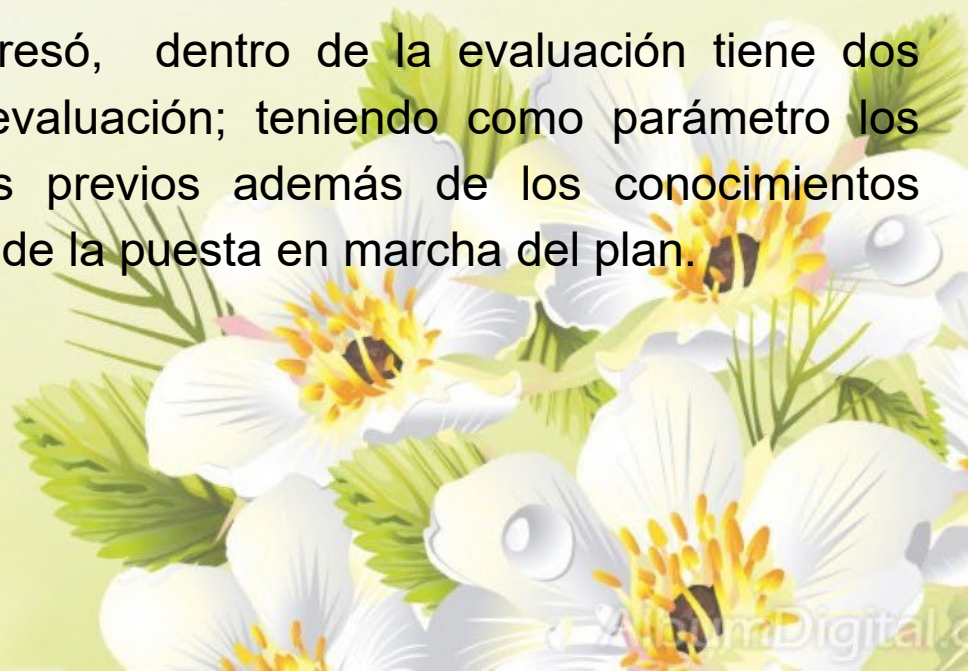 resó, dentro de la evaluación tiene dos
evaluación; teniendo como parámetro los
s previos además de los conocimientos
de la puesta en marcha del plan.
AlbumDigital.c